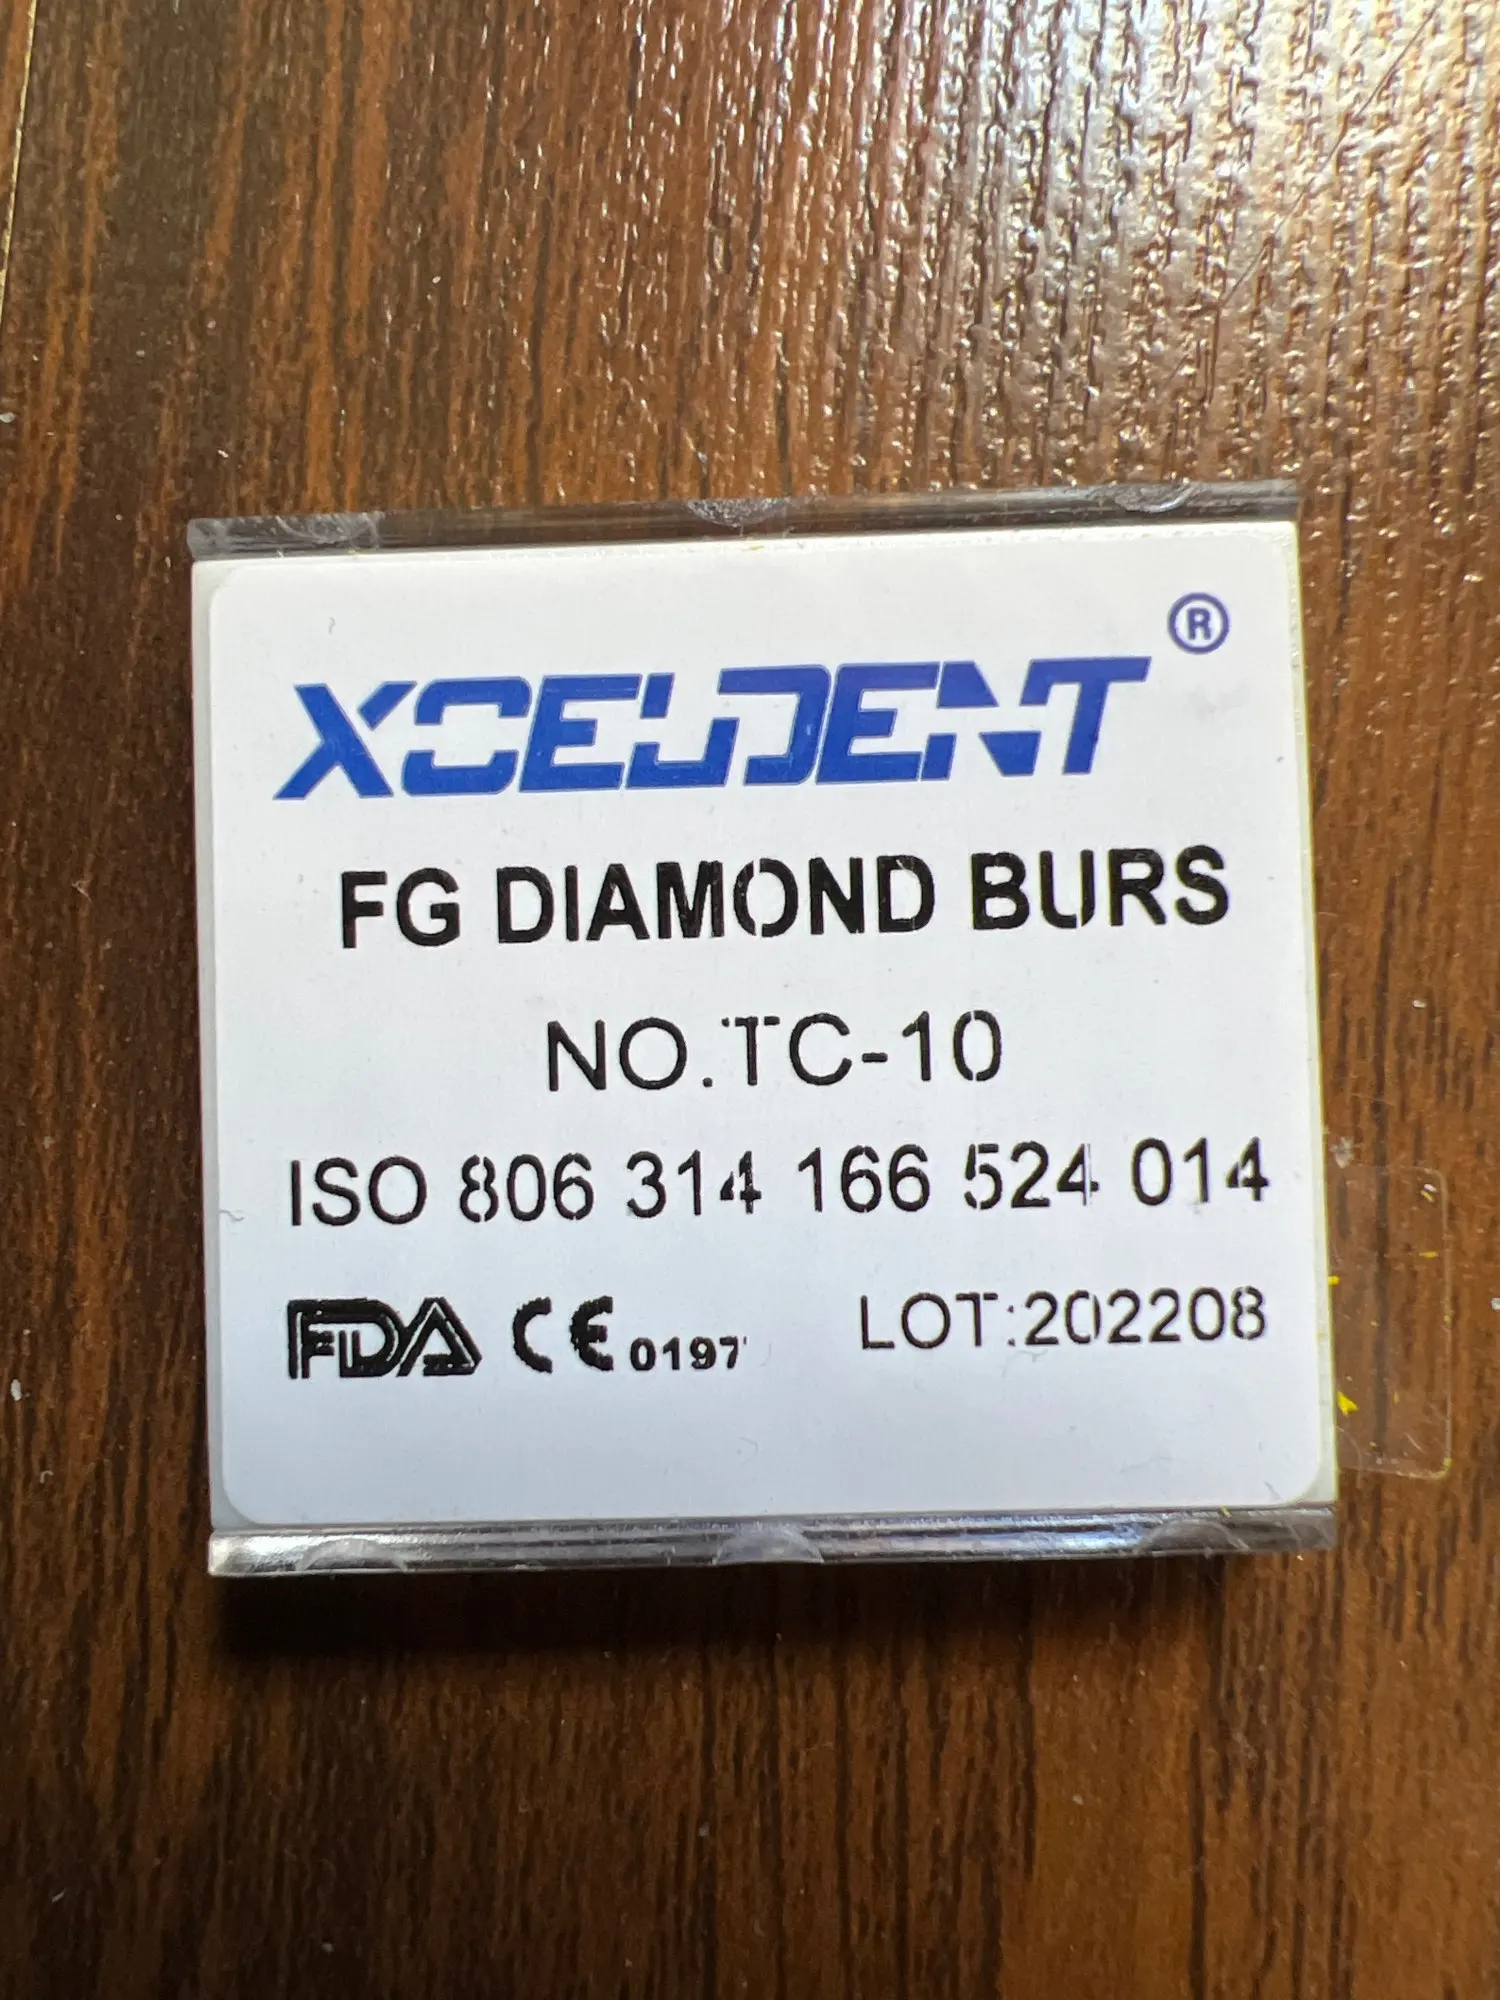 XCELDENT®
FG DIAMOND BURS
NO.TC-10
ISO 806 314 166 524 014
FDA CE 0197 LOT:202208